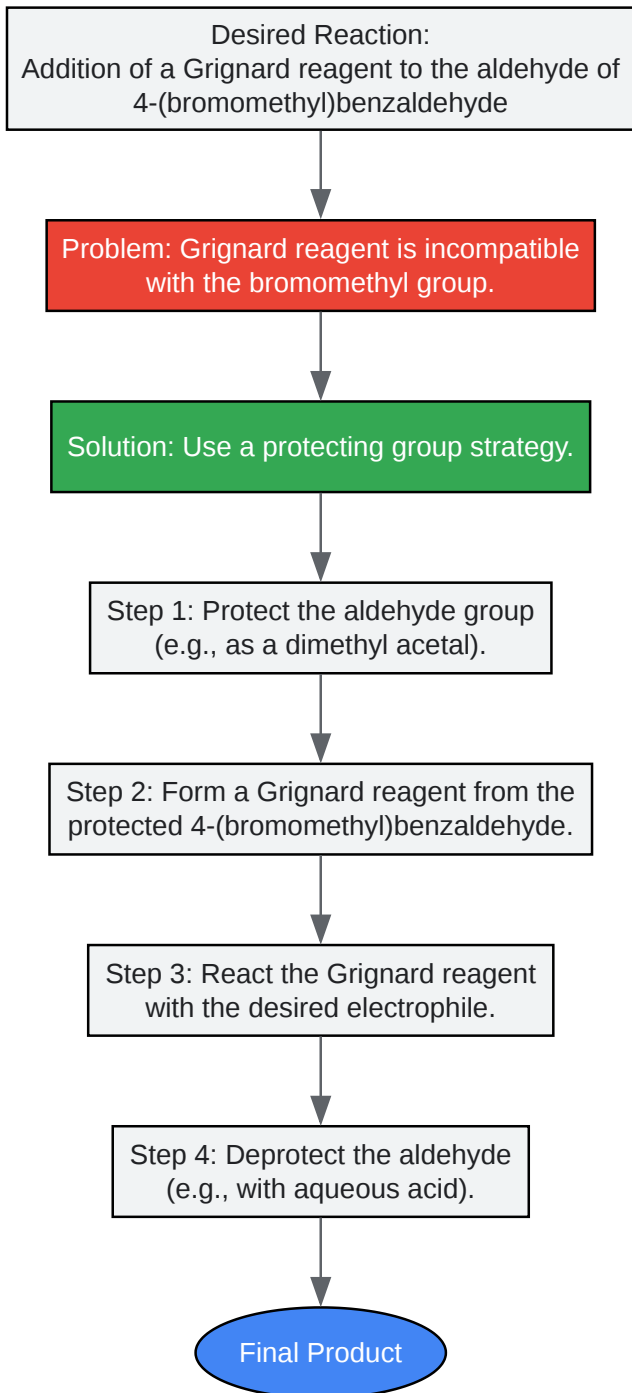 Desired Reaction:
Addition of a Grignard reagent to the aldehyde of
4-(bromomethyl)benzaldehyde
Problem: Grignard reagent is incompatible
with the bromomethyl group.
Solution: Use a protecting group strategy.
Step 1: Protect the aldehyde group
(e.g., as a dimethyl acetal).
Step 2: Form a Grignard reagent from the
protected 4-(bromomethyl)benzaldehyde.
Step 3: React the Grignard reagent
with the desired electrophile.
Step 4: Deprotect the aldehyde
(e.g., with aqueous acid).
Final Product